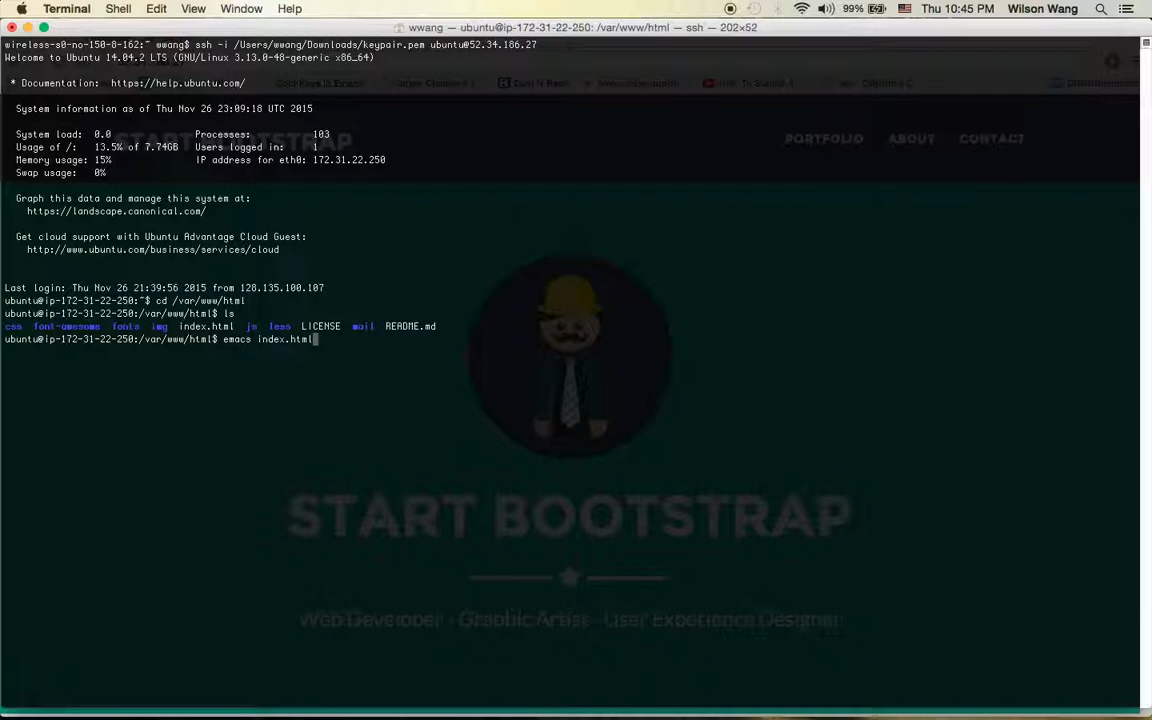 Terminal Shell Edit View Window Help 99% Thu 10:45 PM Wilson Wang
wwang — ubuntu@ip-172-31-22-250: /var/www/html — ssh — 202×52
wireless-s0-no-150-8-162:~ wwang$ ssh -i /Users/wwang/Downloads/keypair.pem ubuntu@52.34.186.27
Welcome to Ubuntu 14.04.2 LTS (GNU/Linux 3.13.0-48-generic x86_64)
* Documentation: https://help.ubuntu.com/
System information as of Thu Nov 26 23:09:18 UTC 2015
System load: 0.0 Processes: 103
Usage of /: 13.5% of 7.74GB Users logged in: 1
Memory usage: 15% IP address for eth0: 172.31.22.250
Swap usage: 0%
START BOOTSTRAP PORTFOLIO ABOUT CONTACT
Graph this data and manage this system at:
https://landscape.canonical.com/
Get cloud support with Ubuntu Advantage Cloud Guest:
http://www.ubuntu.com/business/services/cloud
Last login: Thu Nov 26 21:39:56 2015 from 128.135.100.107
ubuntu@ip-172-31-22-250:~$ cd /var/www/html
ubuntu@ip-172-31-22-250:/var/www/html$ ls
css font-awesome fonts img index.html js less LICENSE mail README.md
ubuntu@ip-172-31-22-250:/var/www/html$ emacs index.html
START BOOTSTRAP
Web Developer - Graphic Artist - User Experience Designer